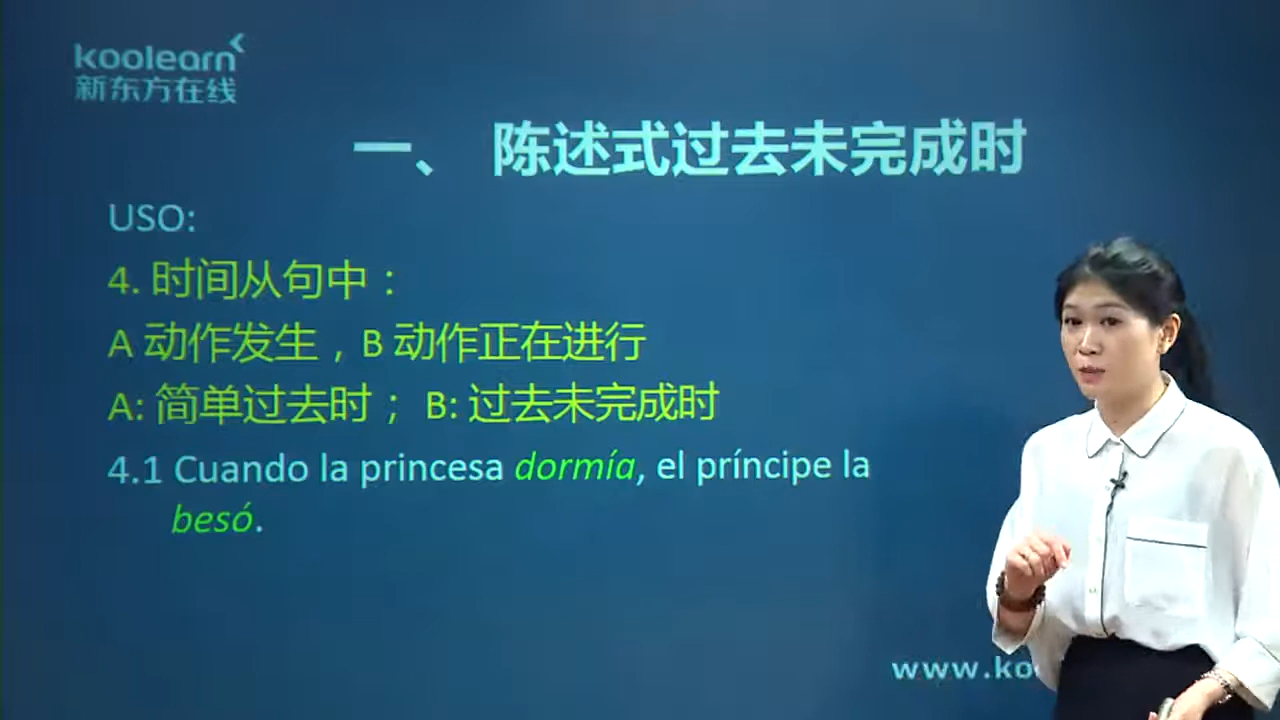 koolearn
新东方在线
一、 陈述式过去未完成时
USO:
4. 时间从句中：
A 动作发生，B 动作正在进行
A: 简单过去时； B: 过去未完成时
4.1 Cuando la princesa dormía, el príncipe la
besó.
www.ko